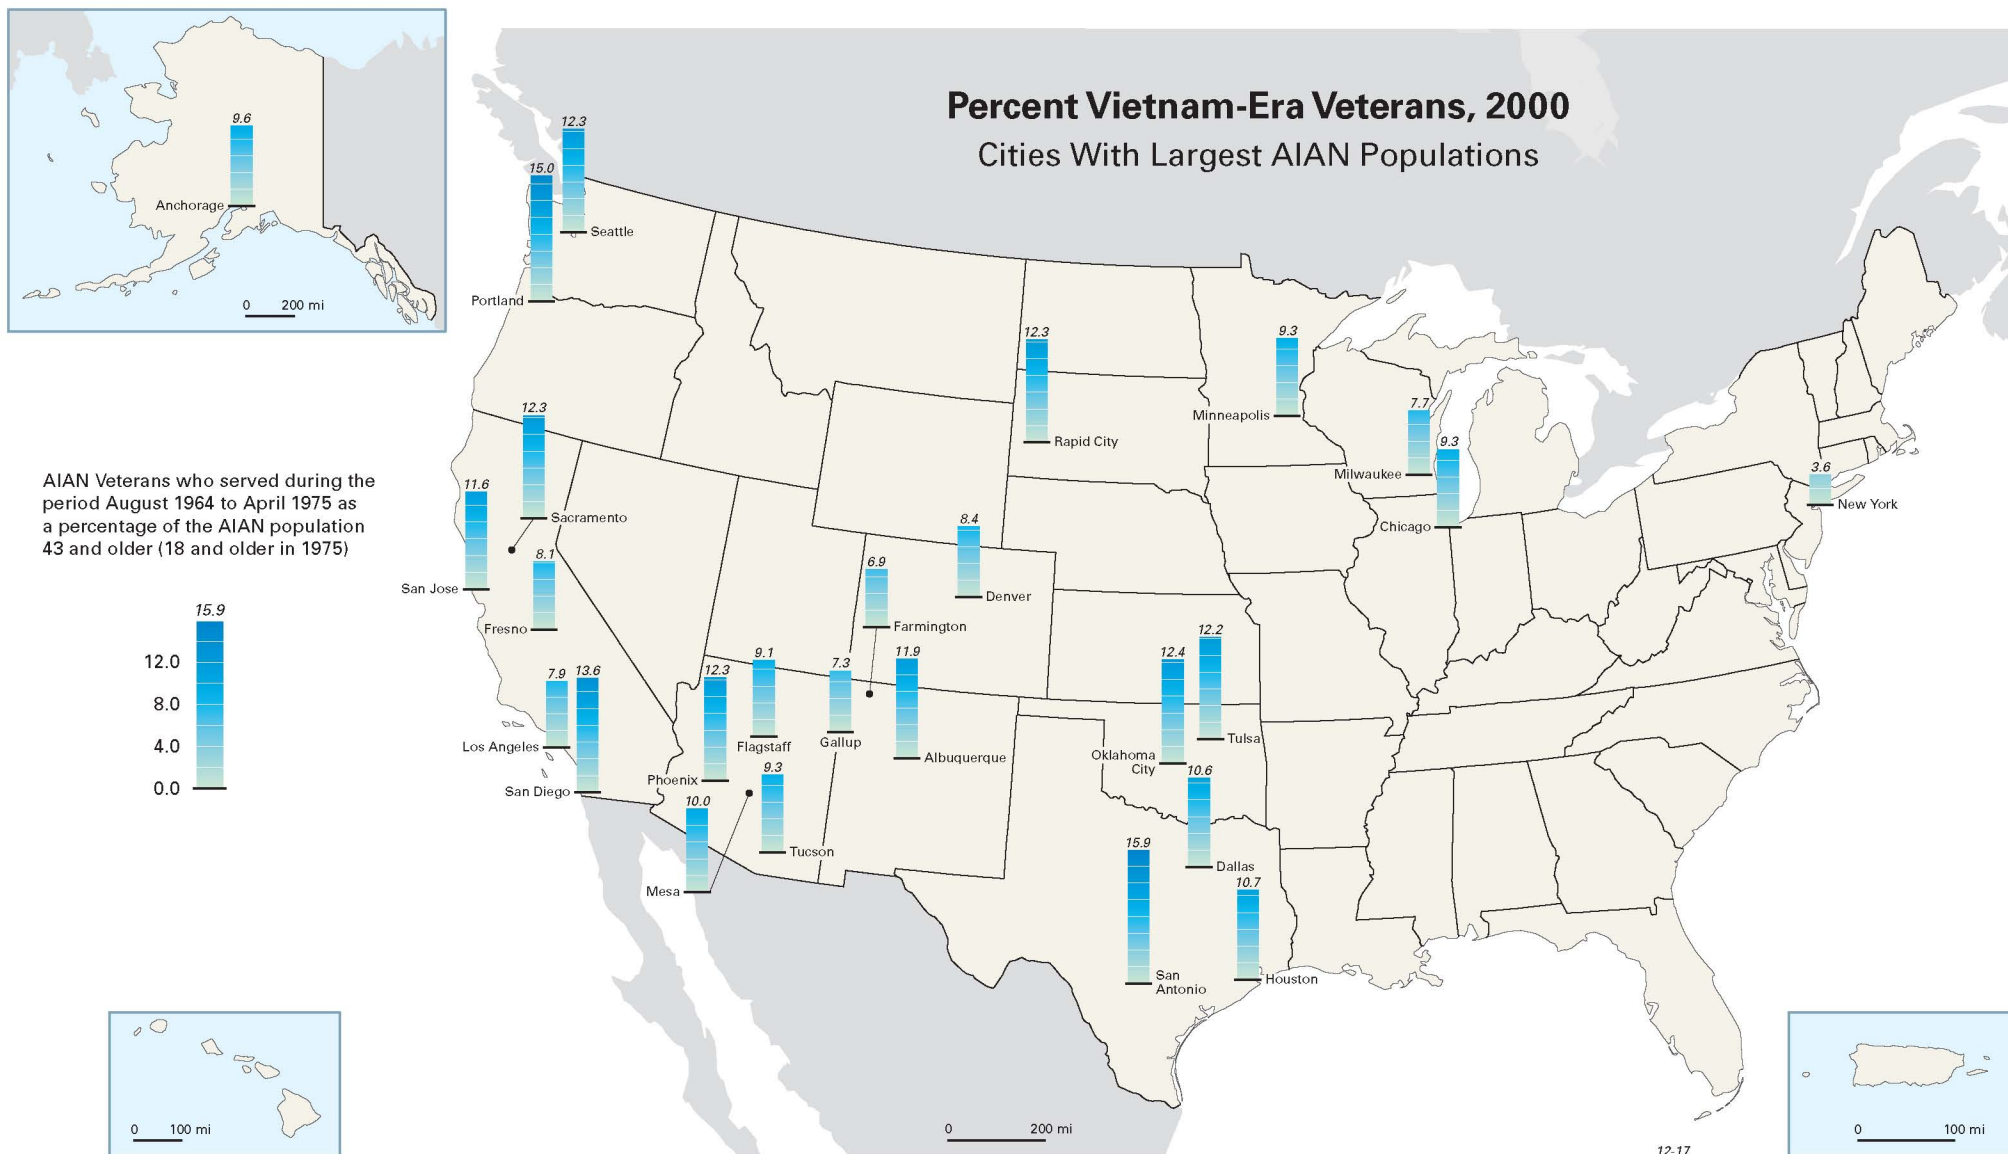 Percent Vietnam-Era Veterans, 2000
Cities With Largest AIAN Populations
9.6
Anchorage
0 200 mi
12.3
Seattle
15.0
Portland
12.3
Rapid City
9.3
Minneapolis
7.7
Milwaukee
9.3
Chicago
3.6
New York
AIAN Veterans who served during the
period August 1964 to April 1975 as
a percentage of the AIAN population
43 and older (18 and older in 1975)
15.9
12.0
8.0
4.0
0.0
12.3
Sacramento
11.6
San Jose
8.1
Fresno
7.9
Los Angeles
13.6
San Diego
8.4
Denver
6.9
Farmington
12.3
Phoenix
9.1
Flagstaff
7.3
Gallup
11.9
Albuquerque
10.0
Mesa
9.3
Tucson
12.4
Oklahoma
City
12.2
Tulsa
10.6
Dallas
15.9
San
Antonio
10.7
Houston
0 100 mi
0 200 mi
0 100 mi
12-17